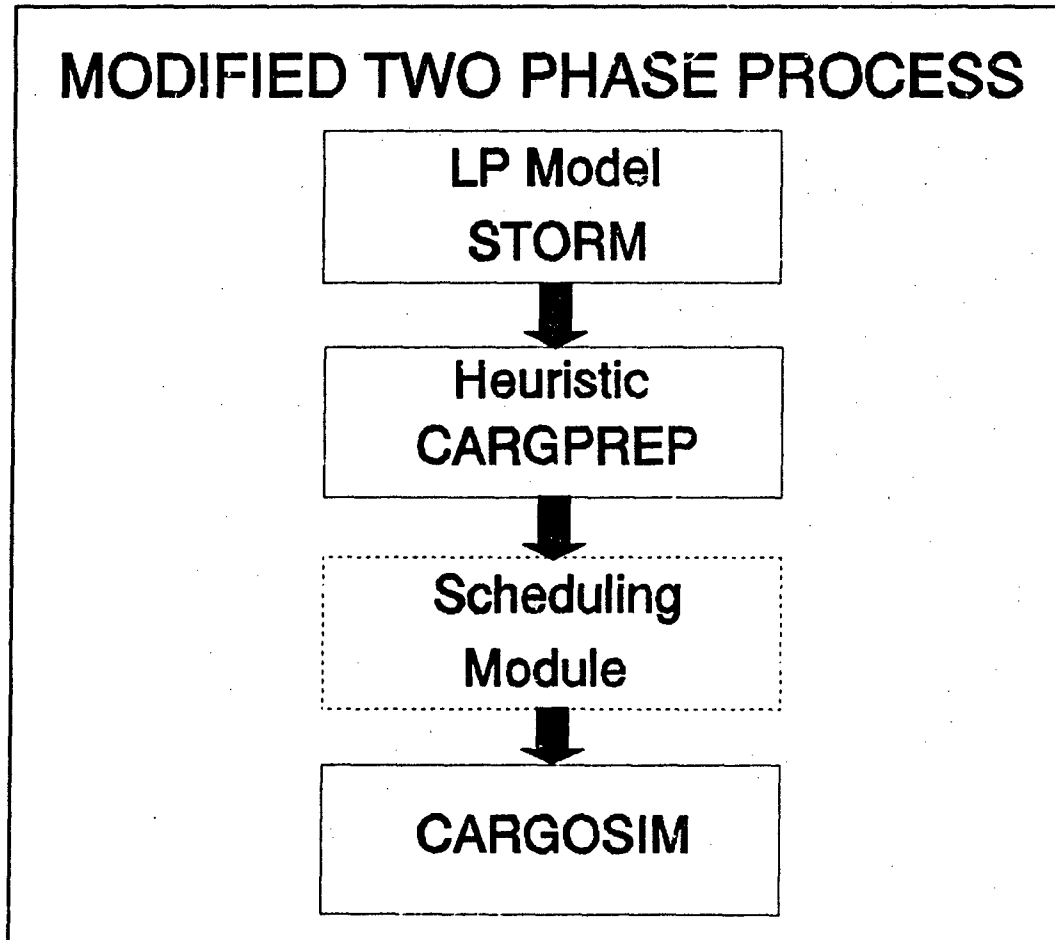 MODIFIED TWO PHASE PROCESS
LP Model
STORM
Heuristic
CARGPREP
Scheduling
Module
CARGOSIM